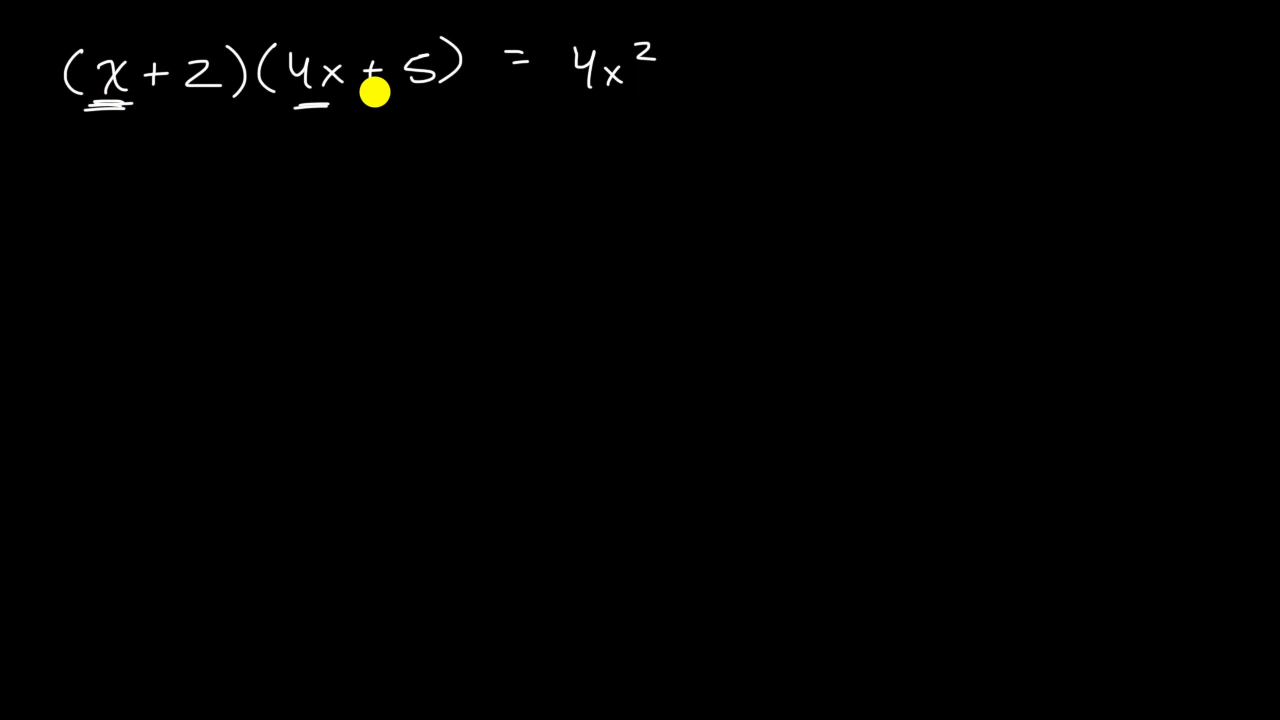 (x + 2)(4x + 5) = 4x²